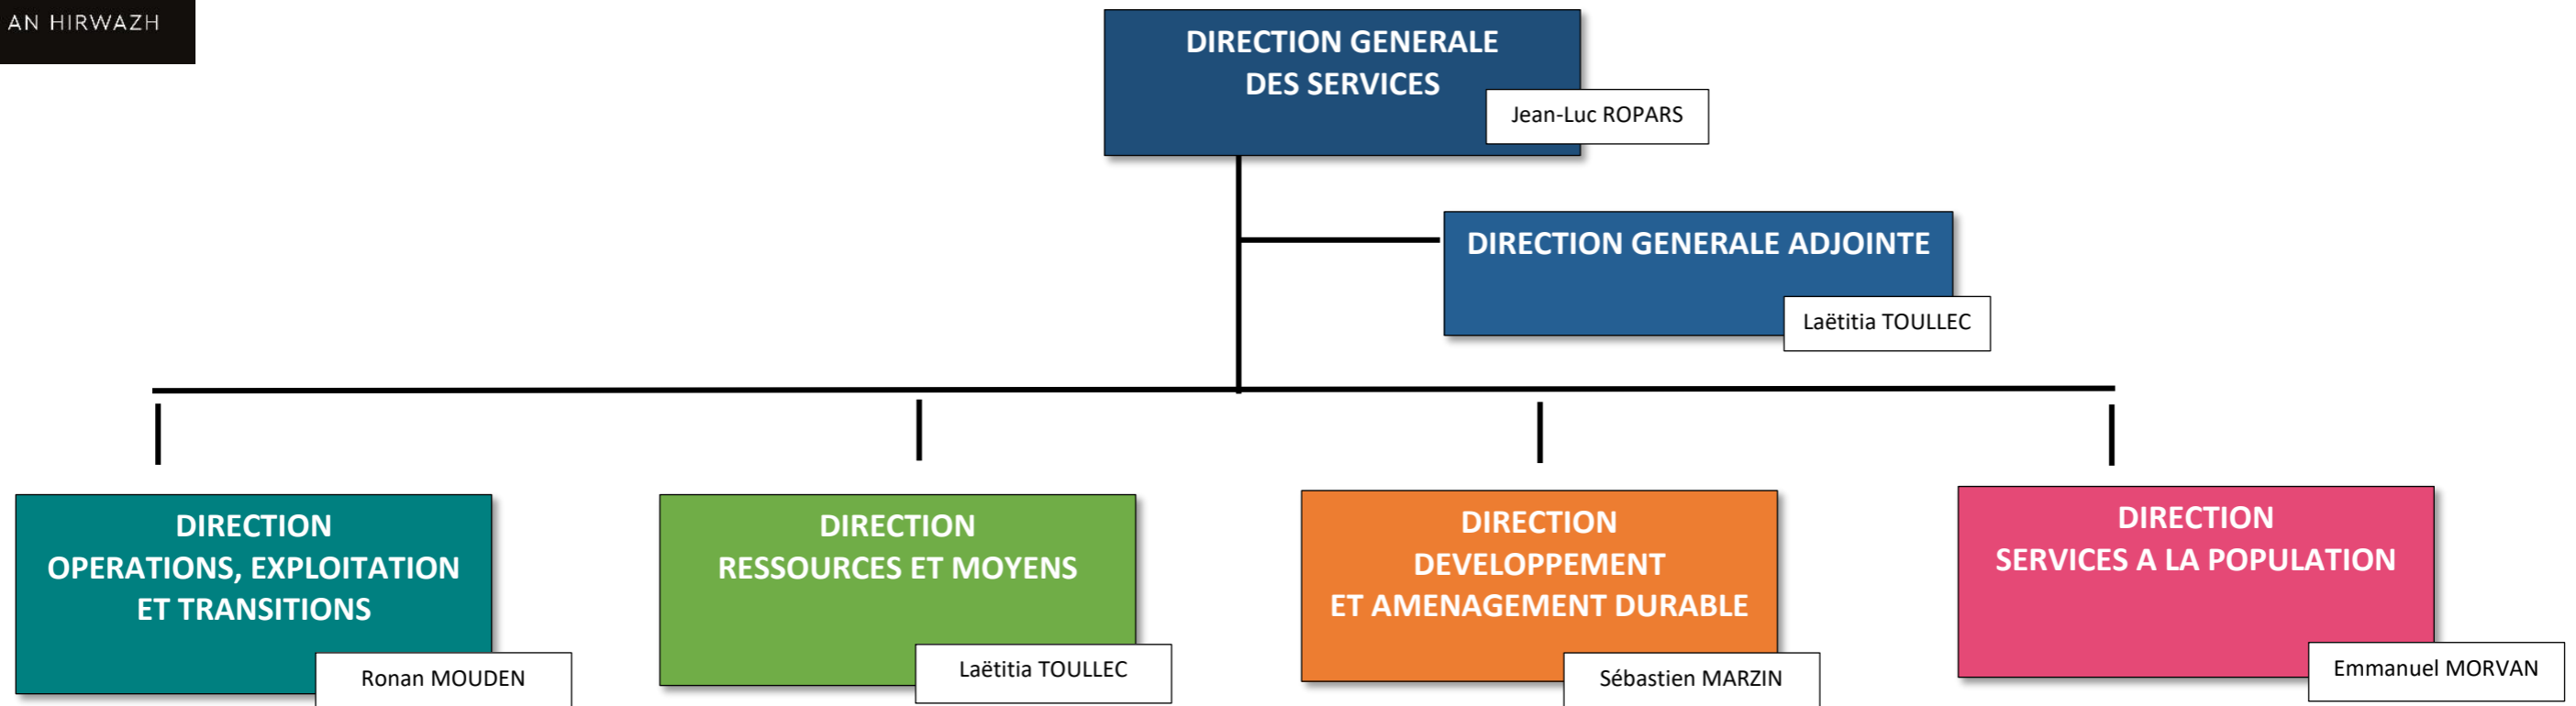 AN HIRWAZH
DIRECTION GENERALE
DES SERVICES
Jean-Luc ROPARS
DIRECTION GENERALE ADJOINTE
Laëtitia TOULLEC
DIRECTION
OPERATIONS, EXPLOITATION
ET TRANSITIONS
Ronan MOUDEN
DIRECTION
RESSOURCES ET MOYENS
Laëtitia TOULLEC
DIRECTION
DEVELOPPEMENT
ET AMENAGEMENT DURABLE
Sébastien MARZIN
DIRECTION
SERVICES A LA POPULATION
Emmanuel MORVAN